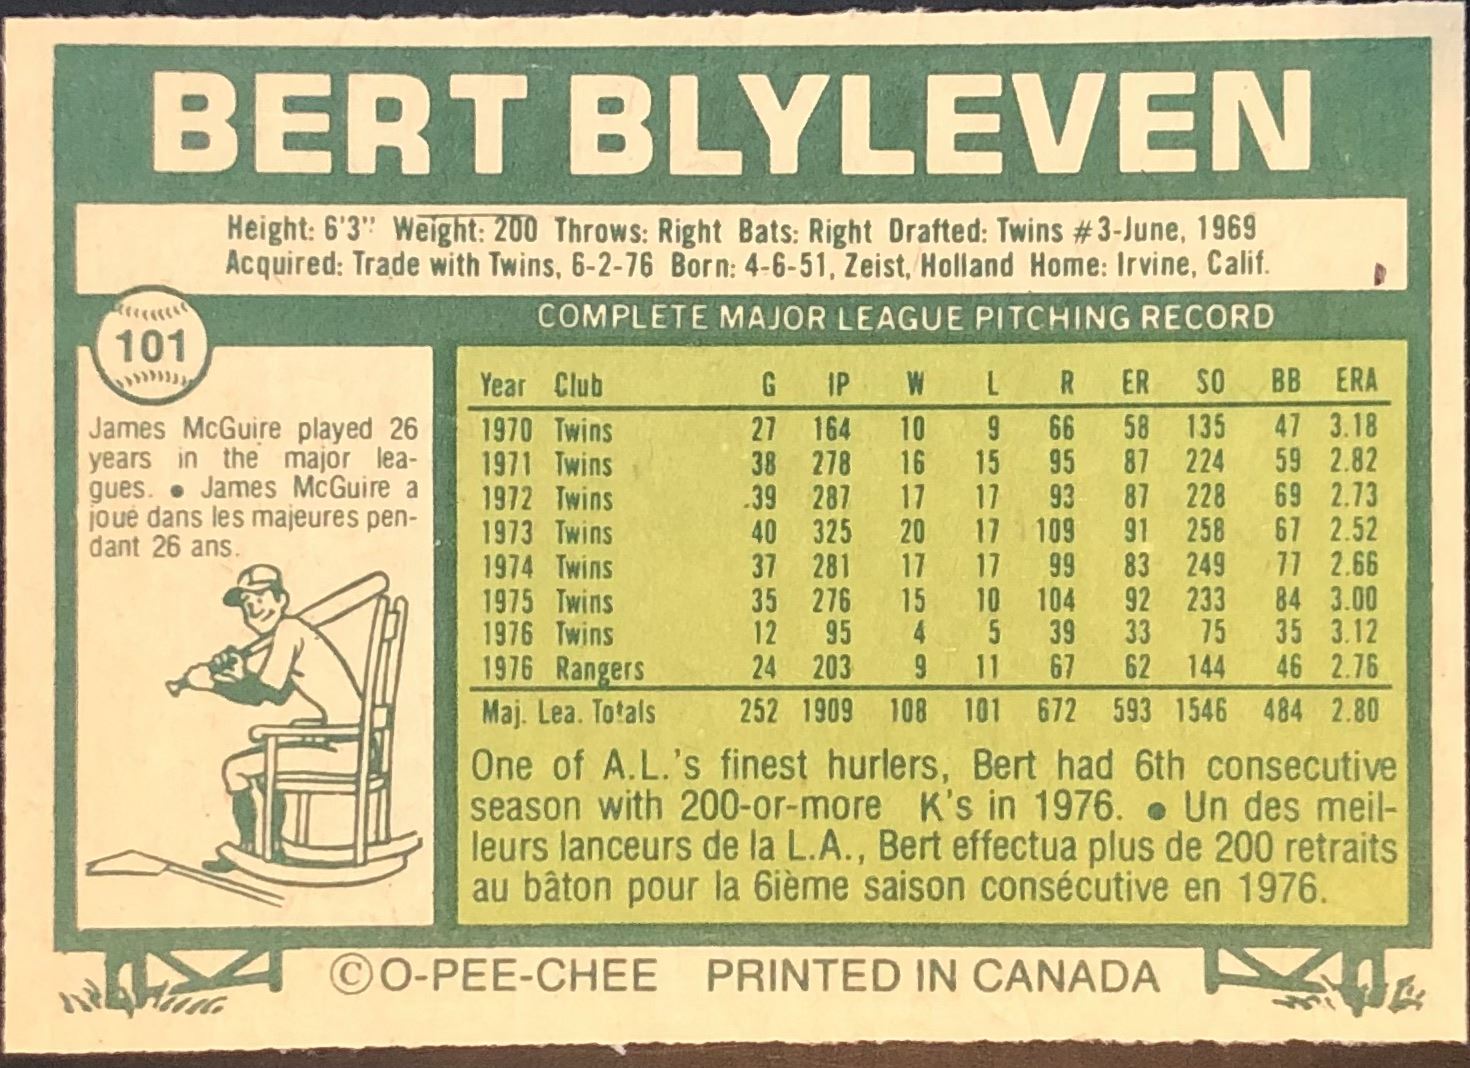 BERT BLYLEVEN
Height: 6'3" Weight: 200 Throws: Right Bats: Right Drafted: Twins #3-June, 1969
Acquired: Trade with Twins, 6-2-76 Born: 4-6-51, Zeist, Holland Home: Irvine, Calif.
101
James McGuire played 26
years in the major lea-
gues. ● James McGuire a
joué dans les majeures pen-
dant 26 ans.
COMPLETE MAJOR LEAGUE PITCHING RECORD
Year Club G IP W L R ER SO BB ERA
1970 Twins 27 164 10 9 66 58 135 47 3.18
1971 Twins 38 278 16 15 95 87 224 59 2.82
1972 Twins 39 287 17 17 93 87 228 69 2.73
1973 Twins 40 325 20 17 109 91 258 67 2.52
1974 Twins 37 281 17 17 99 83 249 77 2.66
1975 Twins 35 276 15 10 104 92 233 84 3.00
1976 Twins 12 95 4 5 39 33 75 35 3.12
1976 Rangers 24 203 9 11 67 62 144 46 2.76
Maj. Lea. Totals 252 1909 108 101 672 593 1546 484 2.80
One of A.L.'s finest hurlers, Bert had 6th consecutive
season with 200-or-more K's in 1976. ● Un des meil-
leurs lanceurs de la L.A., Bert effectua plus de 200 retraits
au bâton pour la 6ième saison consécutive en 1976.
©O-PEE-CHEE PRINTED IN CANADA